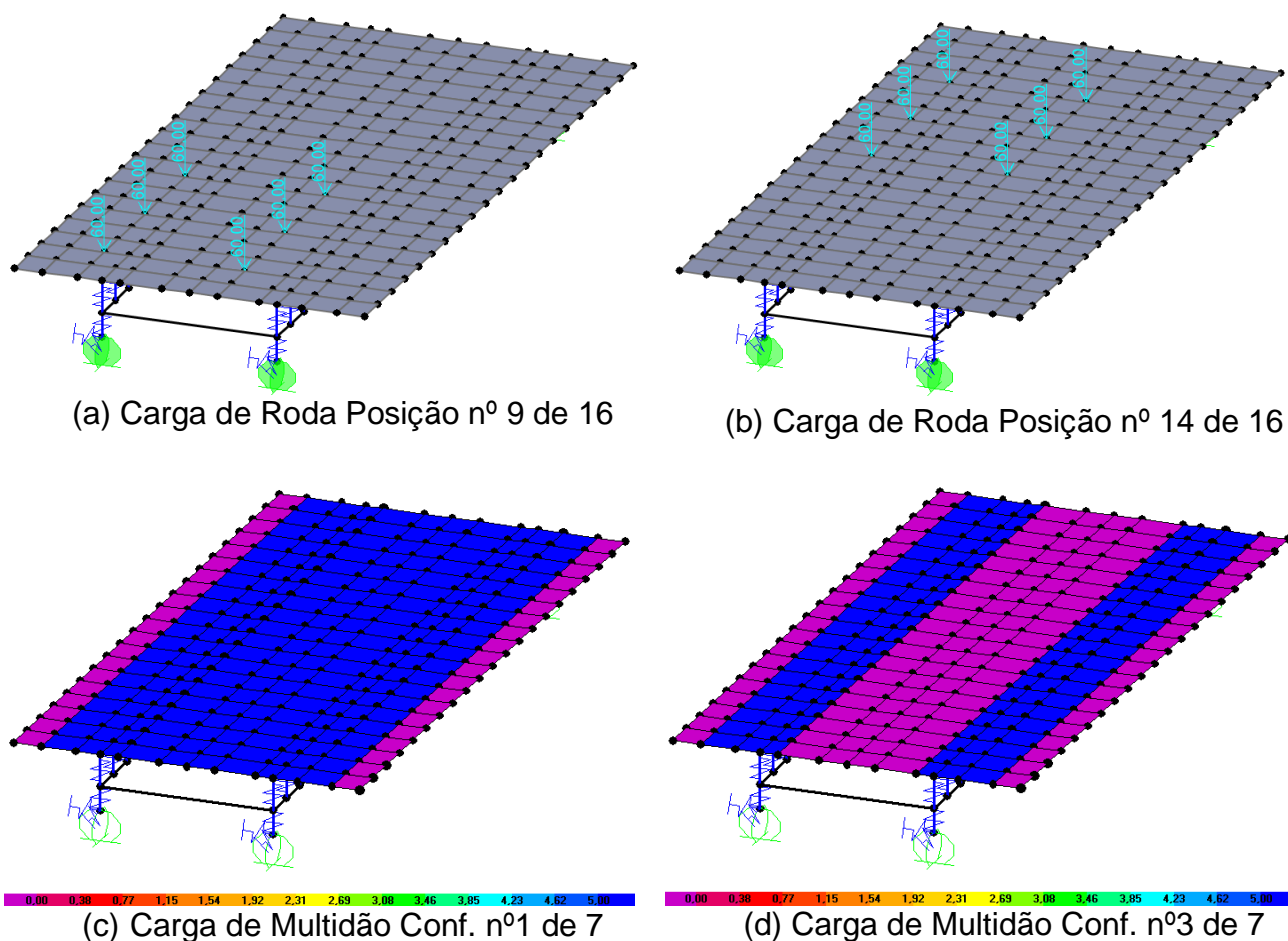 60,00 60,00 60,00 60,00 60,00 60,00
60,00 60,00 60,00 60,00 60,00 60,00
(a) Carga de Roda Posição nº 9 de 16
(b) Carga de Roda Posição nº 14 de 16
0,00 0,38 0,77 1,15 1,54 1,92 2,31 2,69 3,08 3,46 3,85 4,23 4,62 5,00
0,00 0,38 0,77 1,15 1,54 1,92 2,31 2,69 3,08 3,46 3,85 4,23 4,62 5,00
(c) Carga de Multidão Conf. nº1 de 7
(d) Carga de Multidão Conf. nº3 de 7